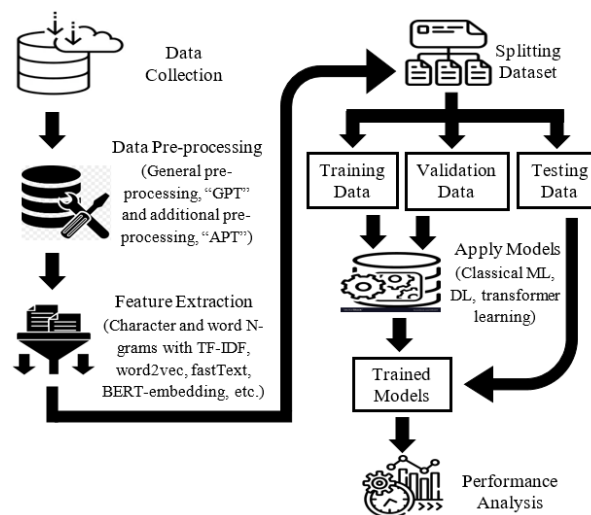 Data
Collection
Data Pre-processing
(General pre-
processing, “GPT”
and additional pre-
processing, “APT”)
Feature Extraction
(Character and word N-
grams with TF-IDF,
word2vec, fastText,
BERT-embedding, etc.)
Splitting
Dataset
Training
Data
Validation
Data
Testing
Data
Apply Models
(Classical ML,
DL, transformer
learning)
Trained
Models
Performance
Analysis